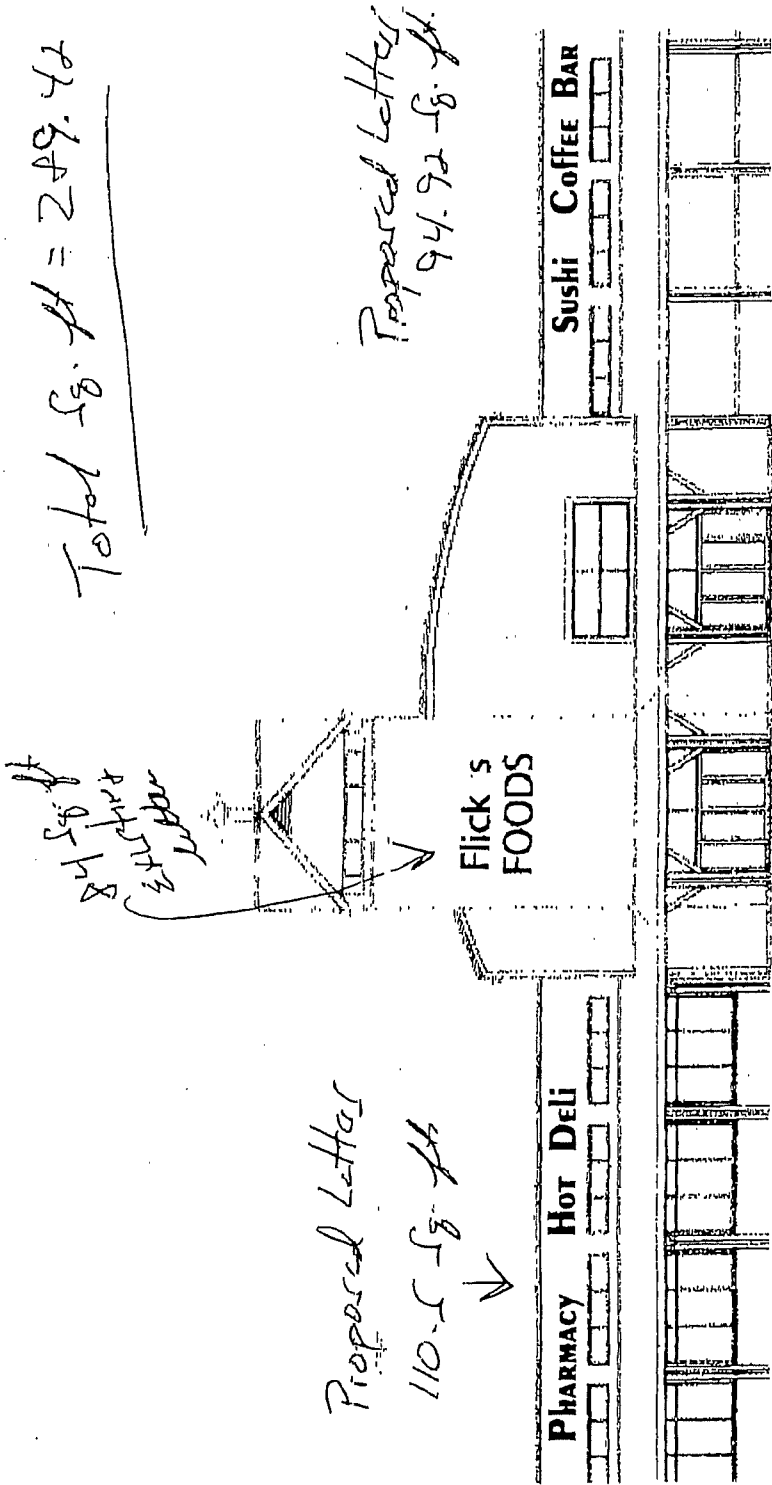 84 Sq. ft
Existing
letters
Total Sq. ft = 289.42
Proposed Letters
110.5 Sq. ft
Proposed Letters
94.92 Sq. ft.
Flick s
FOODS
PHARMACY HOT DELI
SUSHI COFFEE BAR